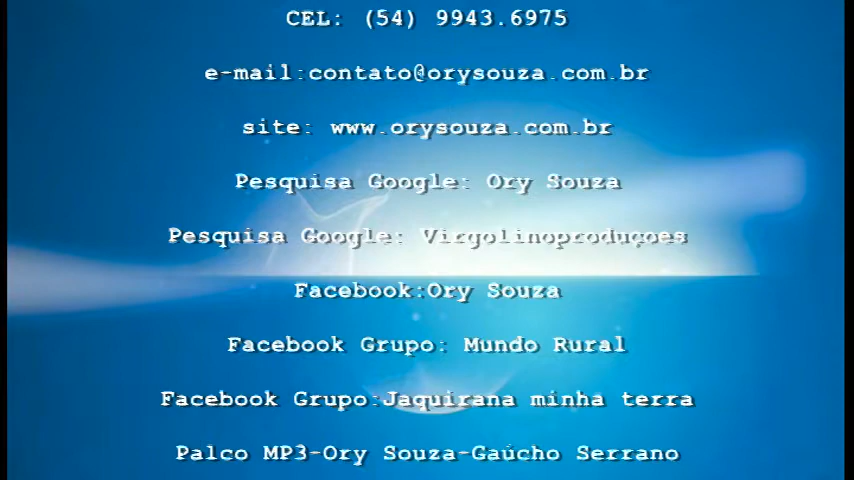 CEL: (54) 9943.6975
e-mail:contato@orysouza.com.br
site: www.orysouza.com.br
Pesquisa Google: Ory Souza
Pesquisa Google: Virgolinoproduçoes
Facebook:Ory Souza
Facebook Grupo: Mundo Rural
Facebook Grupo:Jaquirana minha terra
Palco MP3-Ory Souza-Gaúcho Serrano